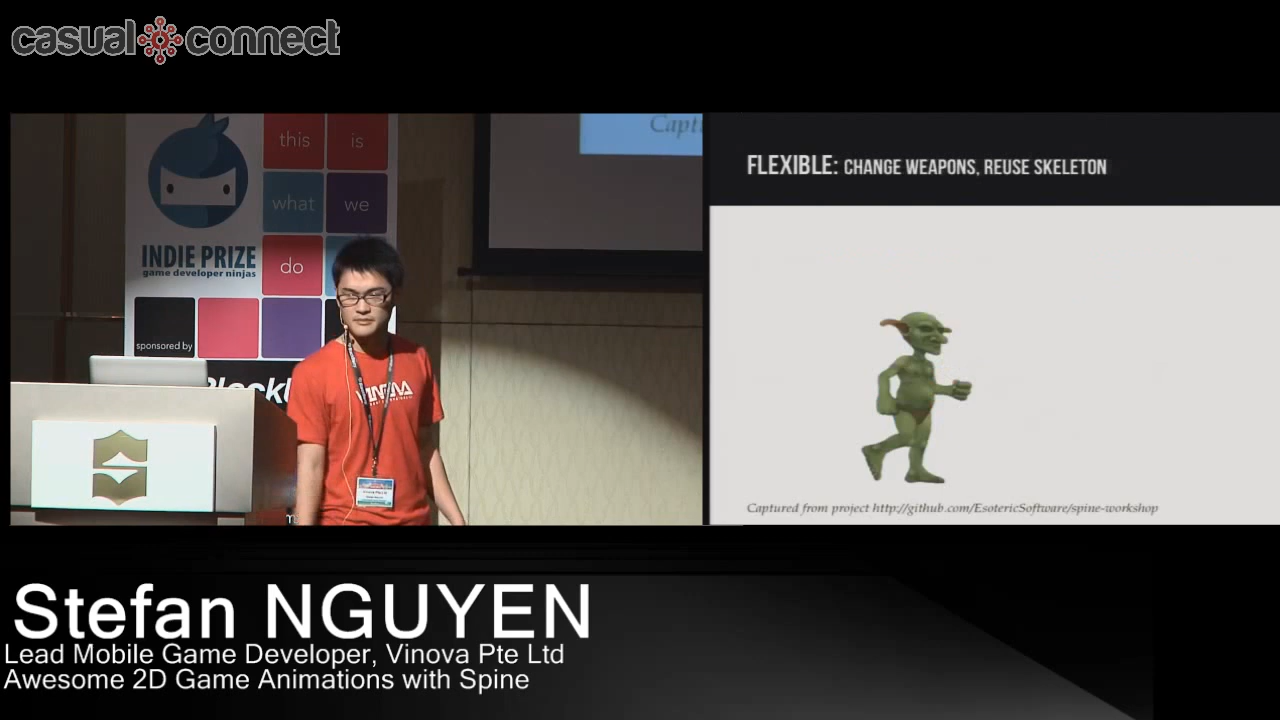 casual connect
Capt
this is
what we
do
INDIE PRIZE
game developer ninjas
sponsored by
VINOVA
FLEXIBLE: CHANGE WEAPONS, REUSE SKELETON
Captured from project http://github.com/EsotericSoftware/spine-workshop
Stefan NGUYEN
Lead Mobile Game Developer, Vinova Pte Ltd
Awesome 2D Game Animations with Spine